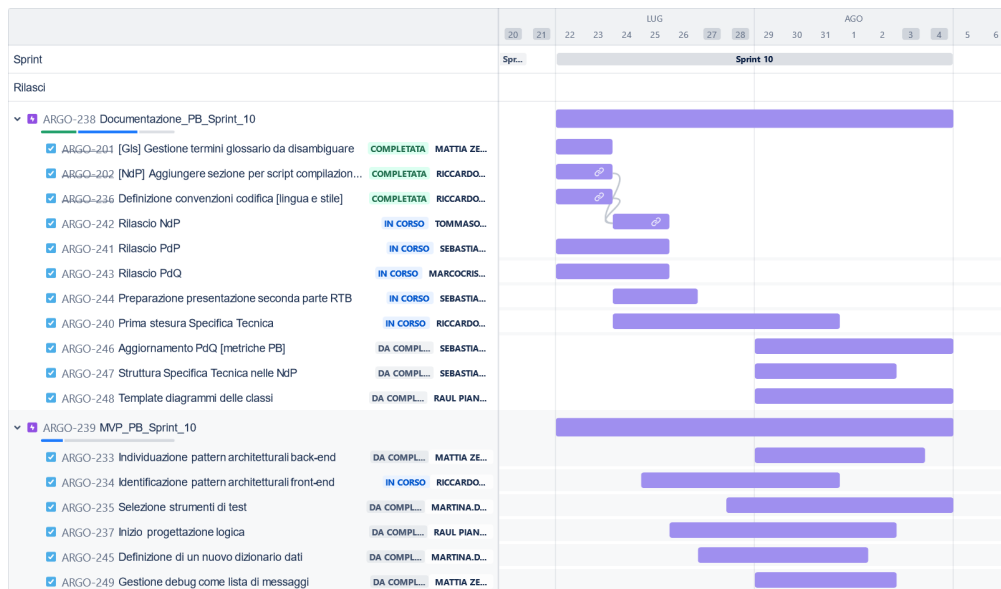 LUG AGO
20 21 22 23 24 25 26 27 28 29 30 31 1 2 3 4 5 6
Sprint Spr... Sprint 10
Rilasci
ARGO-238 Documentazione_PB_Sprint_10
ARGO-201 [Gls] Gestione termini glossario da disambiguare COMPLETATA MATTIA ZE...
ARGO-202 [NdP] Aggiungere sezione per script compilazion... COMPLETATA RICCARDO...
ARGO-236 Definizione convenzioni codifica [lingua e stile] COMPLETATA RICCARDO...
ARGO-242 Rilascio NdP IN CORSO TOMMASO...
ARGO-241 Rilascio PdP IN CORSO SEBASTIA...
ARGO-243 Rilascio PdQ IN CORSO MARCOCRIS...
ARGO-244 Preparazione presentazione seconda parte RTB IN CORSO SEBASTIA...
ARGO-240 Prima stesura Specifica Tecnica IN CORSO RICCARDO...
ARGO-246 Aggiornamento PdQ [metriche PB] DA COMPL... SEBASTIA...
ARGO-247 Struttura Specifica Tecnica nelle NdP DA COMPL... SEBASTIA...
ARGO-248 Template diagrammi delle classi DA COMPL... RAUL PIAN...
ARGO-239 MVP_PB_Sprint_10
ARGO-233 Individuazione pattern architetturali back-end DA COMPL... MATTIA ZE...
ARGO-234 Identificazione pattern architetturali front-end IN CORSO RICCARDO...
ARGO-235 Selezione strumenti di test DA COMPL... MARTINA.D...
ARGO-237 Inizio progettazione logica DA COMPL... RAUL PIAN...
ARGO-245 Definizione di un nuovo dizionario dati DA COMPL... MARTINA.D...
ARGO-249 Gestione debug come lista di messaggi DA COMPL... MATTIA ZE...